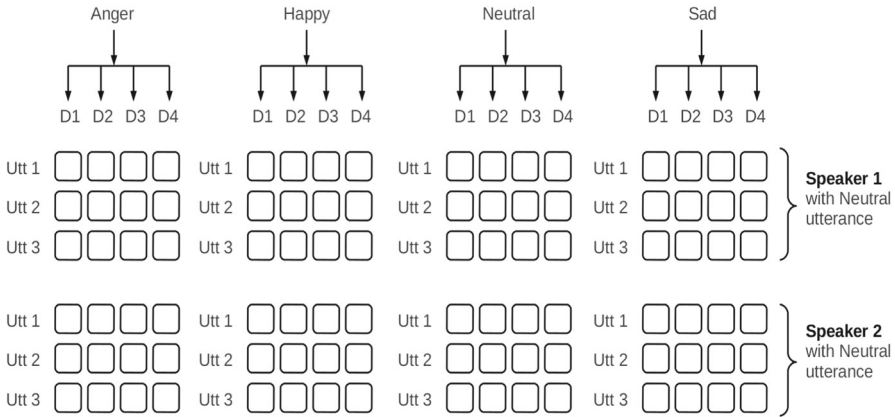 Anger Happy Neutral Sad
D1 D2 D3 D4 D1 D2 D3 D4 D1 D2 D3 D4 D1 D2 D3 D4
Utt 1 Utt 1 Utt 1 Utt 1
Utt 2 Utt 2 Utt 2 Utt 2
Utt 3 Utt 3 Utt 3 Utt 3
Speaker 1
with Neutral
utterance
Utt 1 Utt 1 Utt 1 Utt 1
Utt 2 Utt 2 Utt 2 Utt 2
Utt 3 Utt 3 Utt 3 Utt 3
Speaker 2
with Neutral
utterance